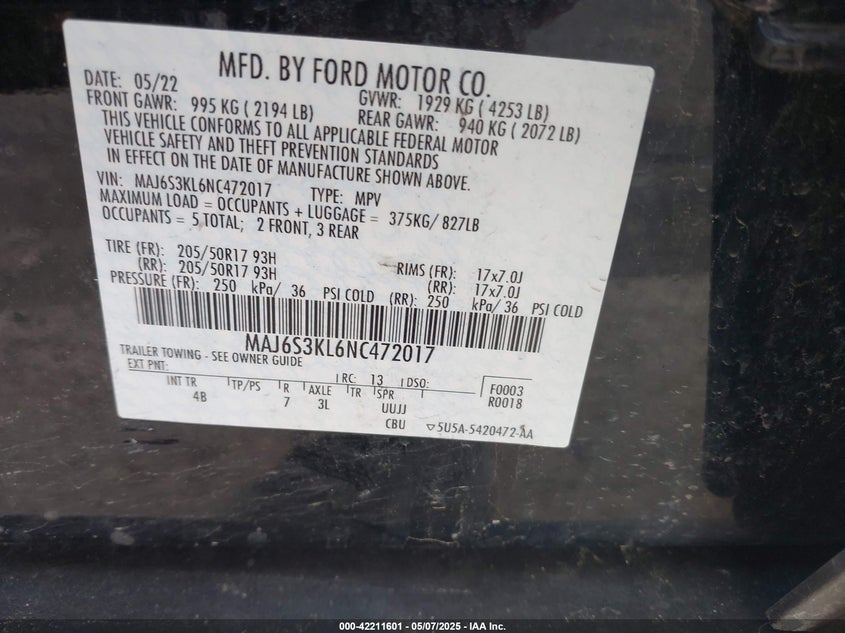 MFD. BY FORD MOTOR CO.
DATE: 05/22 GVWR: 1929 KG ( 4253 LB)
FRONT GAWR: 995 KG ( 2194 LB) REAR GAWR: 940 KG ( 2072 LB)
THIS VEHICLE CONFORMS TO ALL APPLICABLE FEDERAL MOTOR
VEHICLE SAFETY AND THEFT PREVENTION STANDARDS
IN EFFECT ON THE DATE OF MANUFACTURE SHOWN ABOVE.
VIN: MAJ6S3KL6NC472017 TYPE: MPV
MAXIMUM LOAD = OCCUPANTS + LUGGAGE = 375KG/ 827LB
OCCUPANTS = 5 TOTAL; 2 FRONT, 3 REAR
TIRE (FR): 205/50R17 93H RIMS (FR): 17x7.0J
(RR): 205/50R17 93H (RR): 17x7.0J
PRESSURE (FR): 250 kPa/ 36 PSI COLD (RR): 250 kPa/ 36 PSI COLD
MAJ6S3KL6NC472017
TRAILER TOWING - SEE OWNER GUIDE
EXT PNT: RC: 13 DSO: F0003
INT TR TP/PS R AXLE TR SPR R0018
4B 7 3L UUJJ
CBU 5U5A-5420472-AA
000-42211601 - 05/07/2025 - IAA Inc.